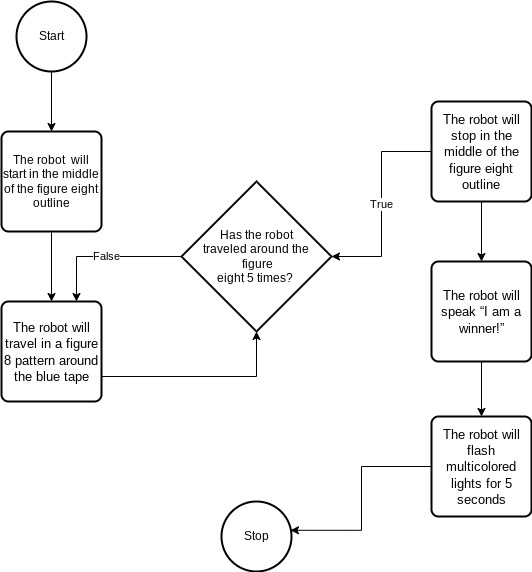 Start
The robot will
start in the middle
of the figure eight
outline
The robot will
travel in a figure
8 pattern around
the blue tape
False
Has the robot
traveled around the
figure
eight 5 times?
True
The robot will
stop in the
middle of the
figure eight
outline
The robot will
speak “I am a
winner!”
The robot will
flash
multicolored
lights for 5
seconds
Stop